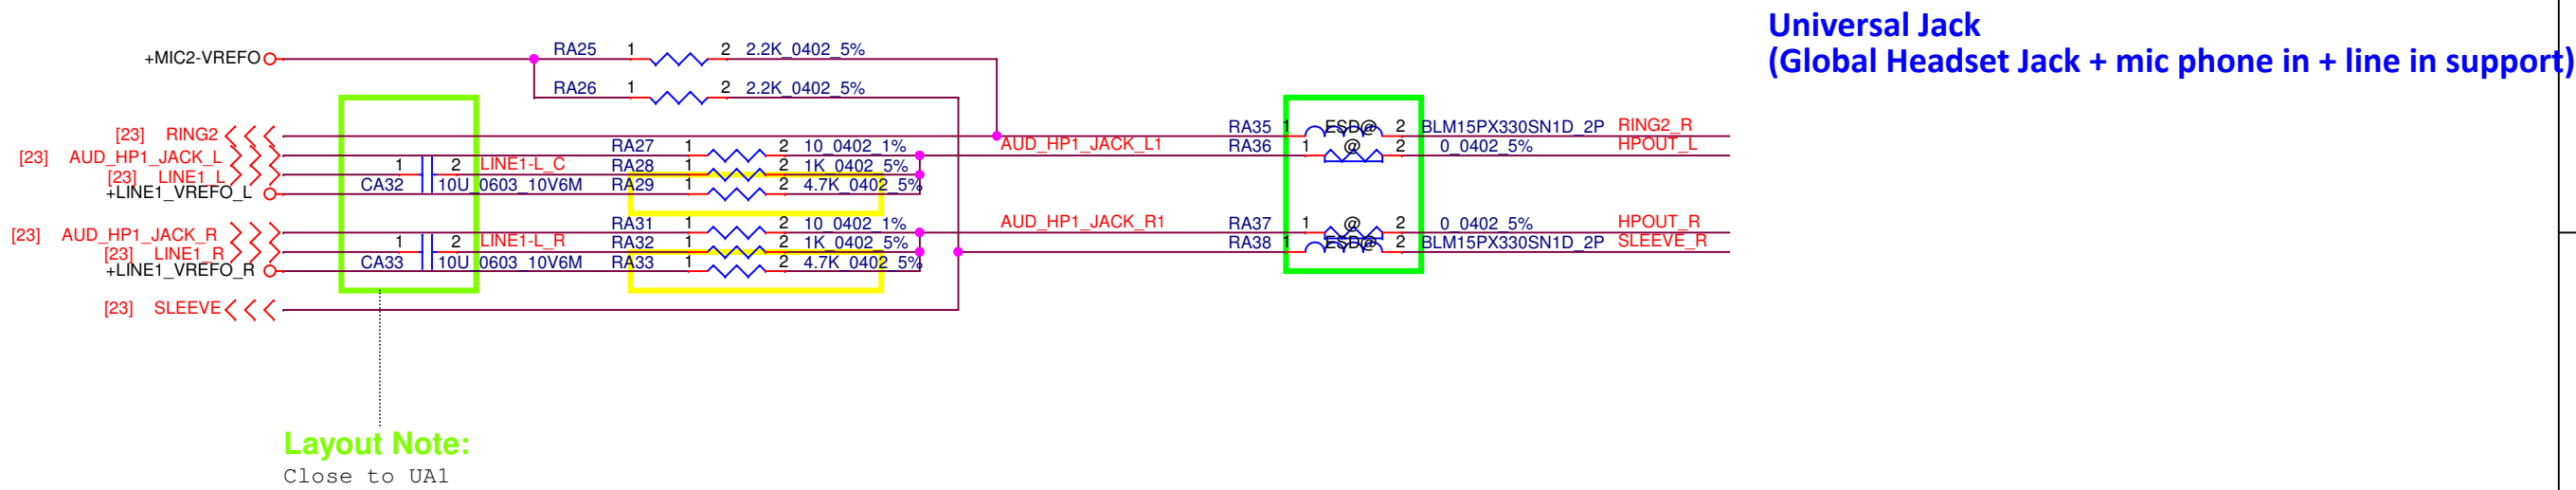 Universal Jack
(Global Headset Jack + mic phone in + line in support)
+MIC2-VREFO
RA25 1 2 2.2K_0402_5%
RA26 1 2 2.2K_0402_5%
[23] RING2
RA35 1 ESD@ 2 BLM15PX330SN1D_2P RING2_R
[23] AUD_HP1_JACK_L
RA27 1 2 10_0402_1%
AUD_HP1_JACK_L1
RA36 1 @ 2 0_0402_5% HPOUT_L
[23] LINE1_L
1 2 LINE1-L_C
RA28 1 2 1K_0402_5%
CA32 10U_0603_10V6M
+LINE1_VREFO_L
RA29 1 2 4.7K_0402_5%
[23] AUD_HP1_JACK_R
RA31 1 2 10_0402_1%
AUD_HP1_JACK_R1
RA37 1 @ 2 0_0402_5% HPOUT_R
[23] LINE1_R
1 2 LINE1-L_R
RA32 1 2 1K_0402_5%
RA38 1 ESD@ 2 BLM15PX330SN1D_2P SLEEVE_R
CA33 10U_0603_10V6M
+LINE1_VREFO_R
RA33 1 2 4.7K_0402_5%
[23] SLEEVE
Layout Note:
Close to UA1